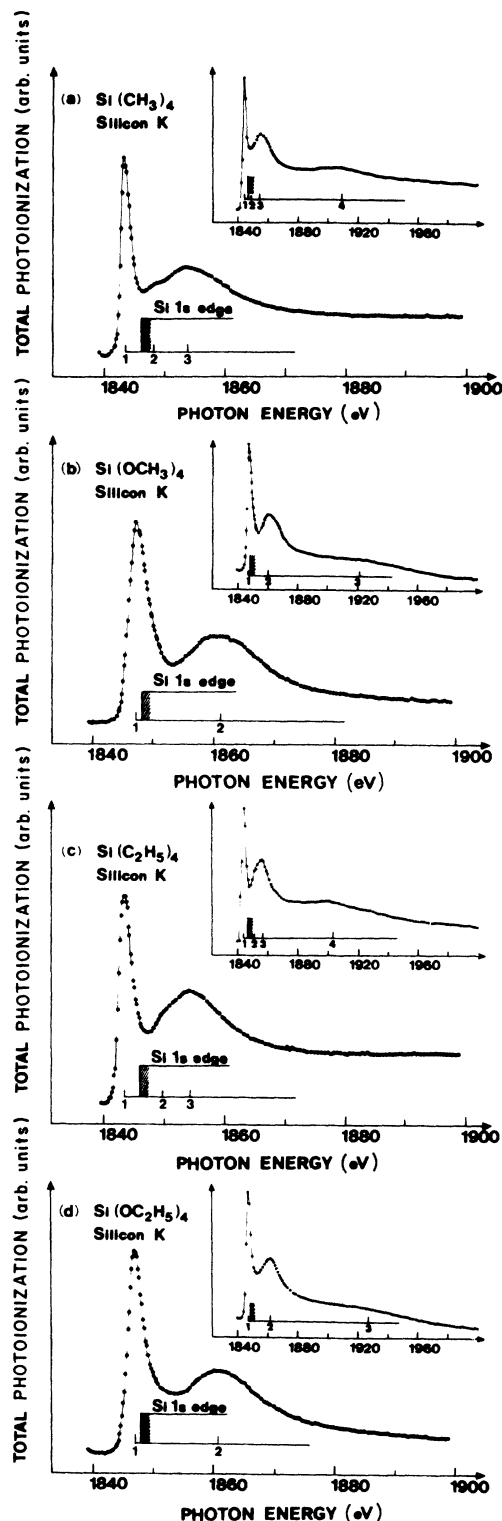 TOTAL PHOTOIONIZATION (arb. units)
(a) Si(CH3)4
Silicon K
1840 1880 1920 1960
1 2 3 4
Si 1s edge
1 2 3
1840 1860 1880 1900
PHOTON ENERGY (eV)
TOTAL PHOTOIONIZATION (arb. units)
(b) Si(OCH3)4
Silicon K
1840 1880 1920 1960
1 2 3
Si 1s edge
1 2
1840 1860 1880 1900
PHOTON ENERGY (eV)
TOTAL PHOTOIONIZATION (arb. units)
(c) Si(C2H5)4
Silicon K
1840 1880 1920 1960
1 2 3 4
Si 1s edge
1 2 3
1840 1860 1880 1900
PHOTON ENERGY (eV)
TOTAL PHOTOIONIZATION (arb. units)
(d) Si(OC2H5)4
Silicon K
1840 1880 1920 1960
1 2 3
Si 1s edge
1 2
1840 1860 1880 1900
PHOTON ENERGY (eV)